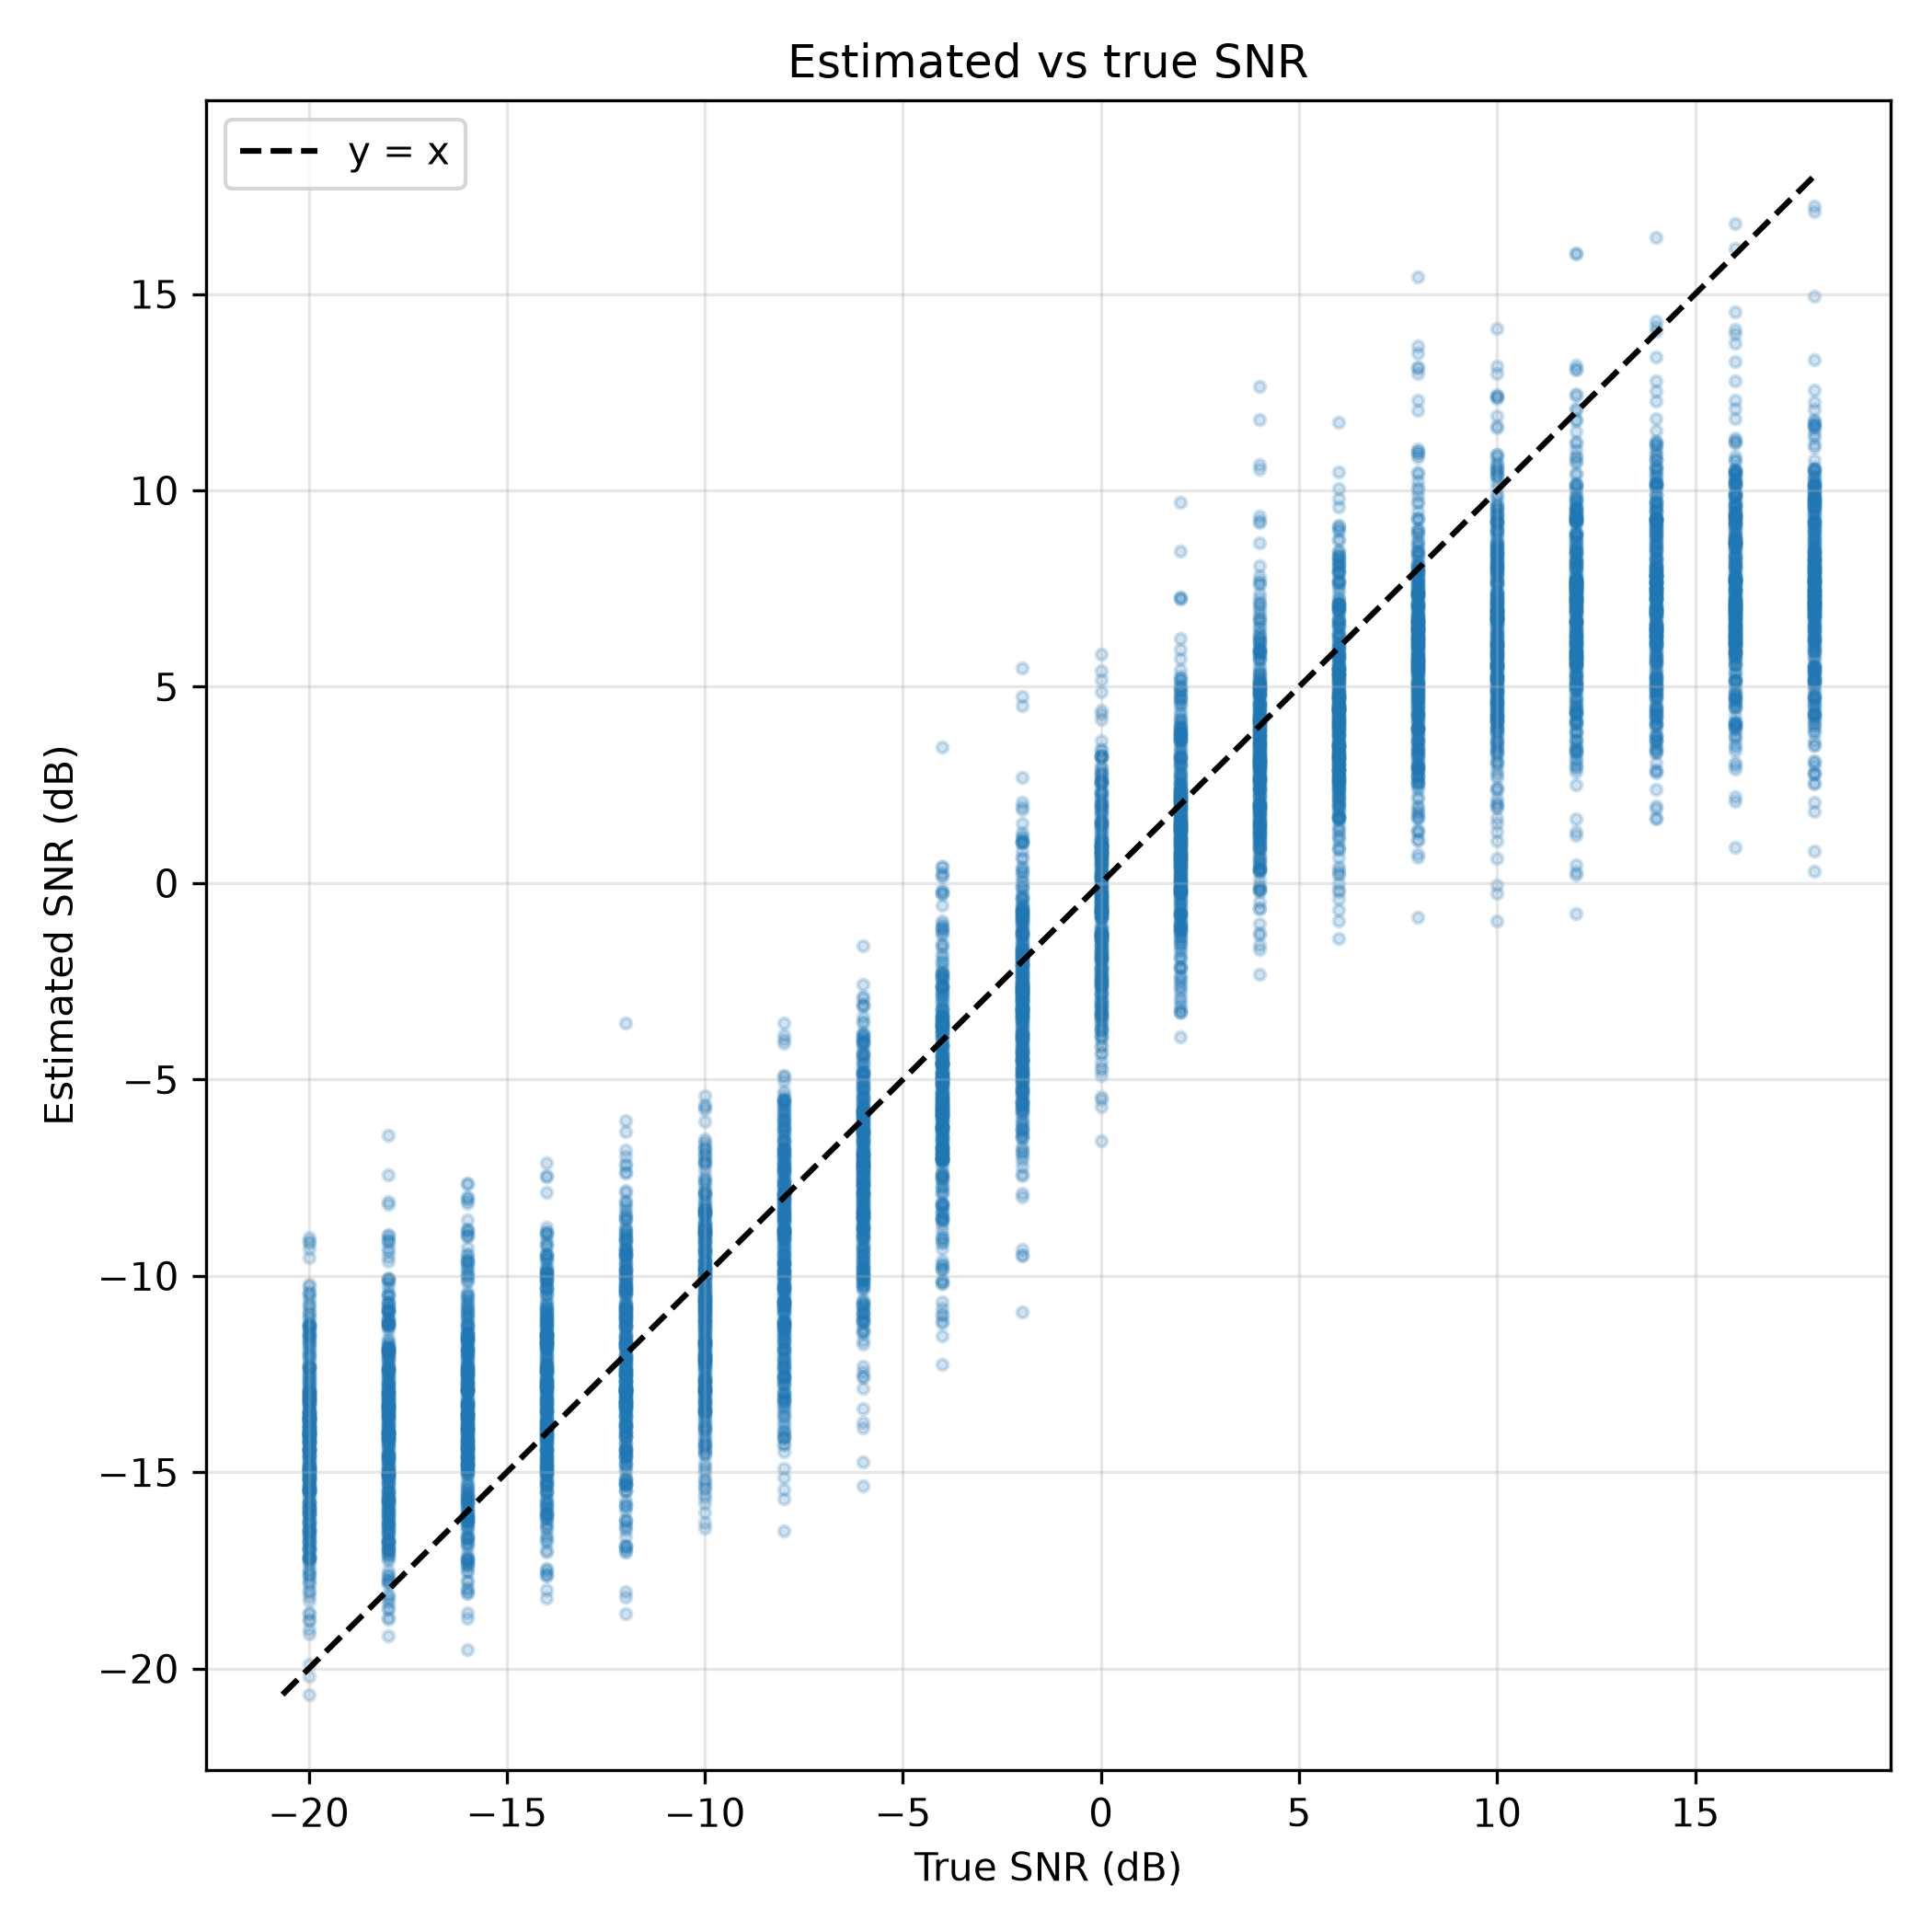 Estimated vs true SNR
y = x
15
10
5
0
−5
−10
−15
−20
Estimated SNR (dB)
−20 −15 −10 −5 0 5 10 15
True SNR (dB)